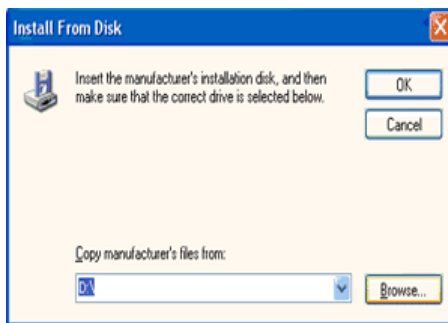 Install From Disk
Insert the manufacturer's installation disk, and then
make sure that the correct drive is selected below.
OK
Cancel
Copy manufacturer's files from:
D:\
Browse...